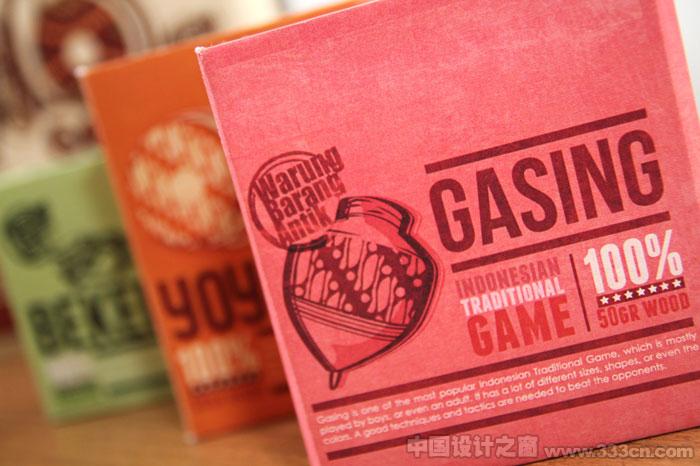 Warung
Barang
Antik
GASING
INDONESIAN
TRADITIONAL
GAME
100%
50GR WOOD
Gasing is one of the most popular Indonesian Traditional Game, which is mostly
played by boys, or even an adult. It has a lot of different sizes, shapes, or even the
colors. A good techniques and tactics are needed to beat the opponents.
YOY
100%
BEKE
中国设计之窗 www.333cn.com